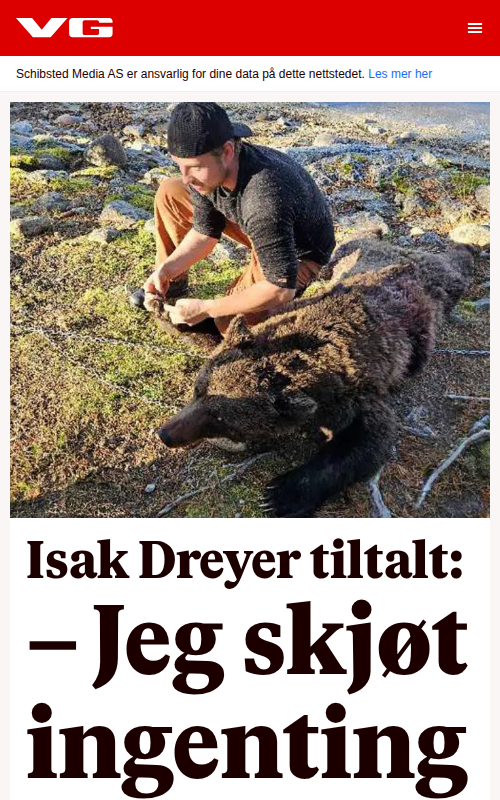 VG
Schibsted Media AS er ansvarlig for dine data på dette nettstedet. Les mer her
Isak Dreyer tiltalt:
– Jeg skjøt
ingenting